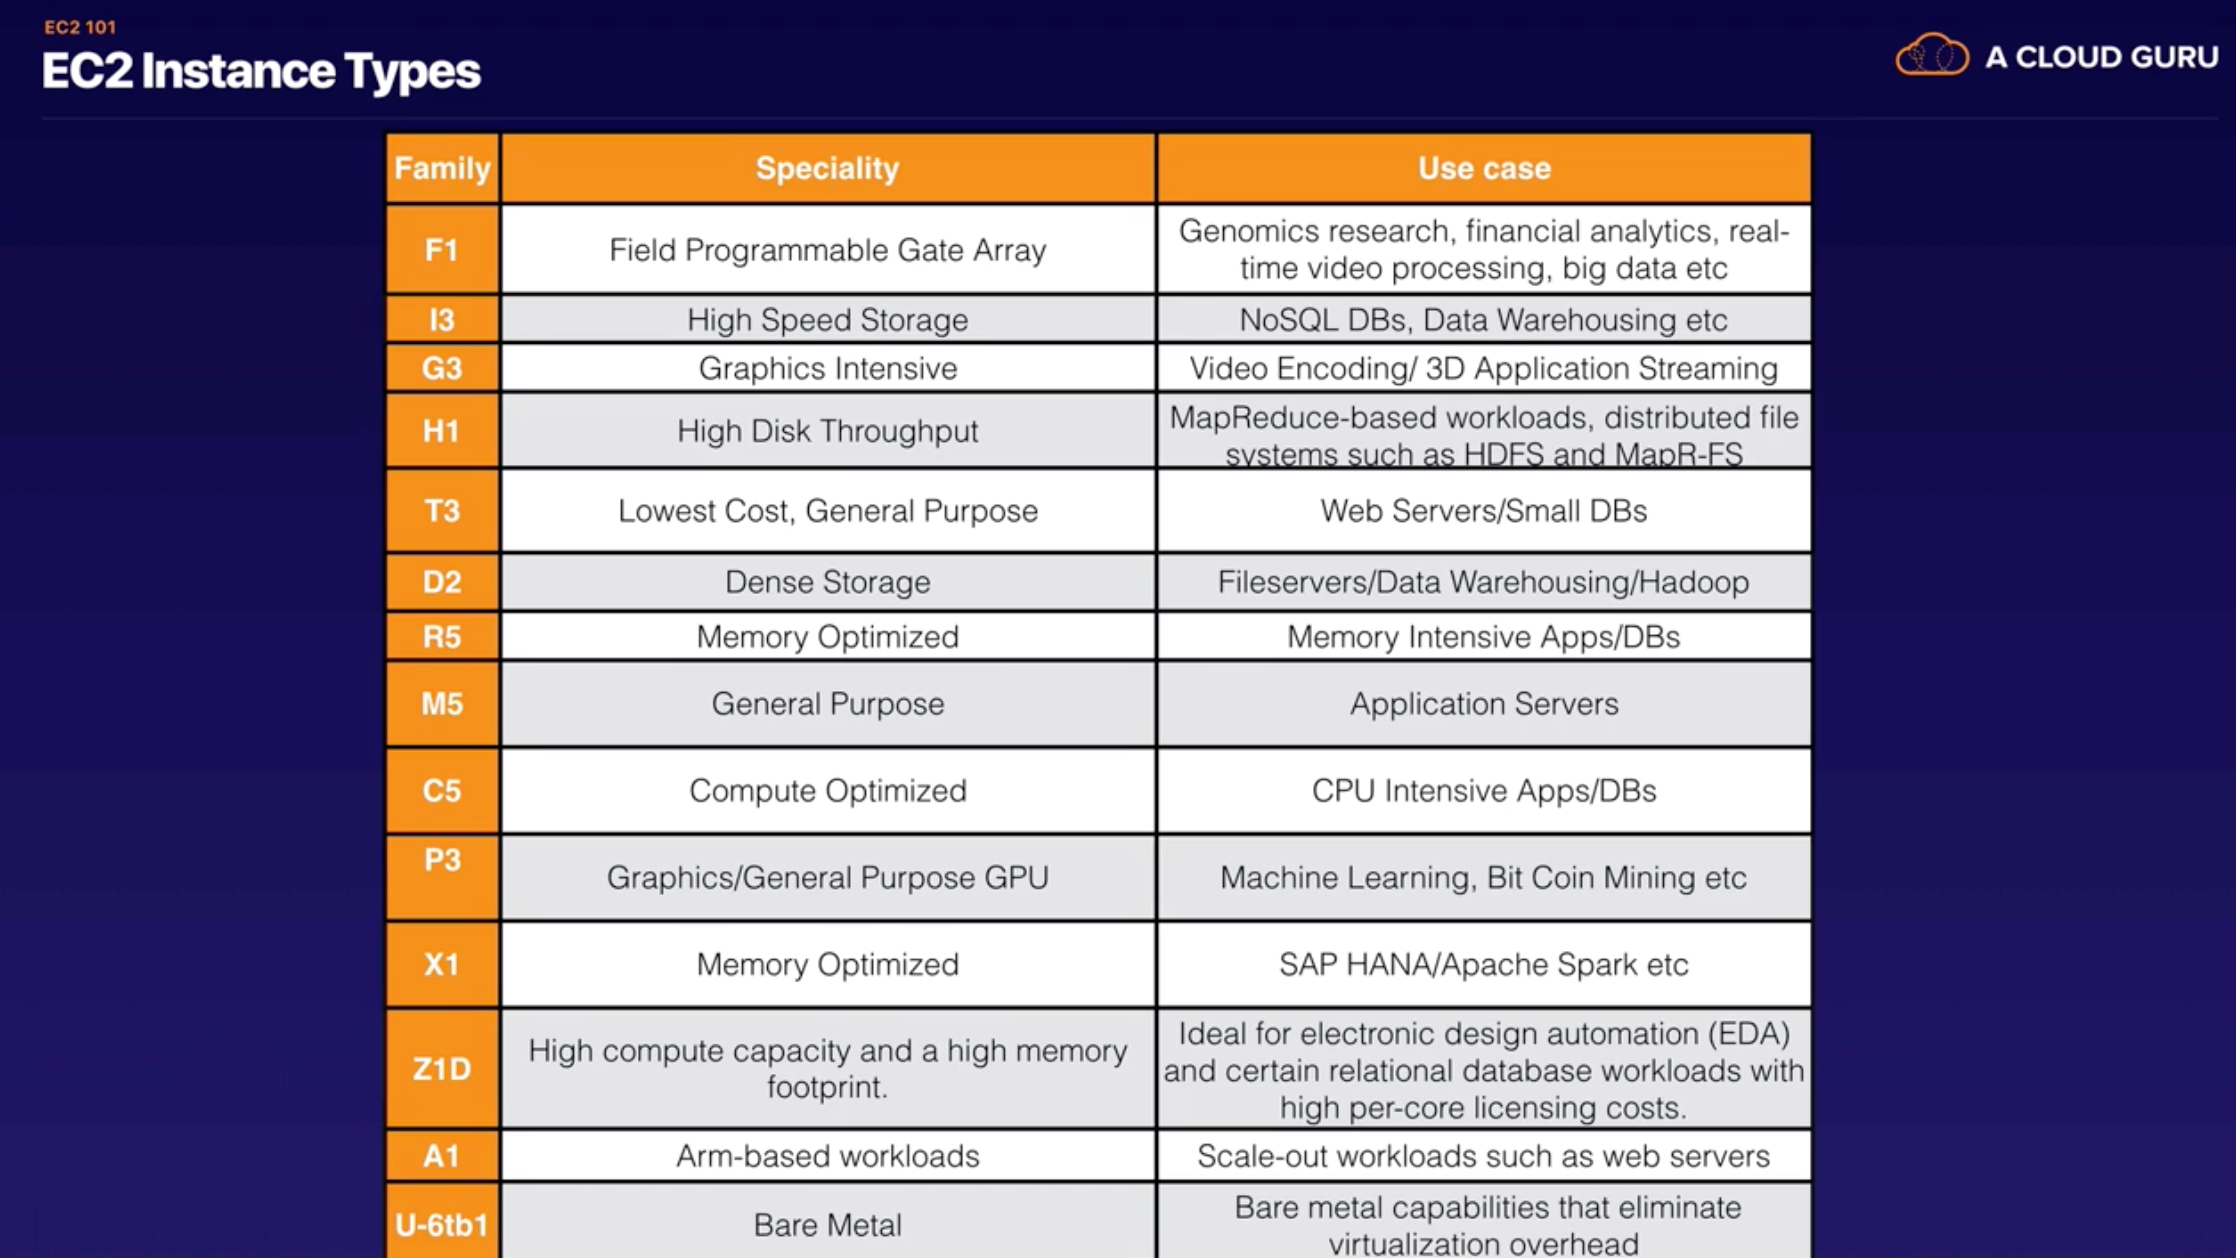 EC2 101
EC2 Instance Types
A CLOUD GURU
Family Speciality Use case
F1 Field Programmable Gate Array Genomics research, financial analytics, real-
time video processing, big data etc
I3 High Speed Storage NoSQL DBs, Data Warehousing etc
G3 Graphics Intensive Video Encoding/ 3D Application Streaming
H1 High Disk Throughput MapReduce-based workloads, distributed file
systems such as HDFS and MapR-FS
T3 Lowest Cost, General Purpose Web Servers/Small DBs
D2 Dense Storage Fileservers/Data Warehousing/Hadoop
R5 Memory Optimized Memory Intensive Apps/DBs
M5 General Purpose Application Servers
C5 Compute Optimized CPU Intensive Apps/DBs
P3 Graphics/General Purpose GPU Machine Learning, Bit Coin Mining etc
X1 Memory Optimized SAP HANA/Apache Spark etc
Z1D High compute capacity and a high memory
footprint. Ideal for electronic design automation (EDA)
and certain relational database workloads with
high per-core licensing costs.
A1 Arm-based workloads Scale-out workloads such as web servers
U-6tb1 Bare Metal Bare metal capabilities that eliminate
virtualization overhead